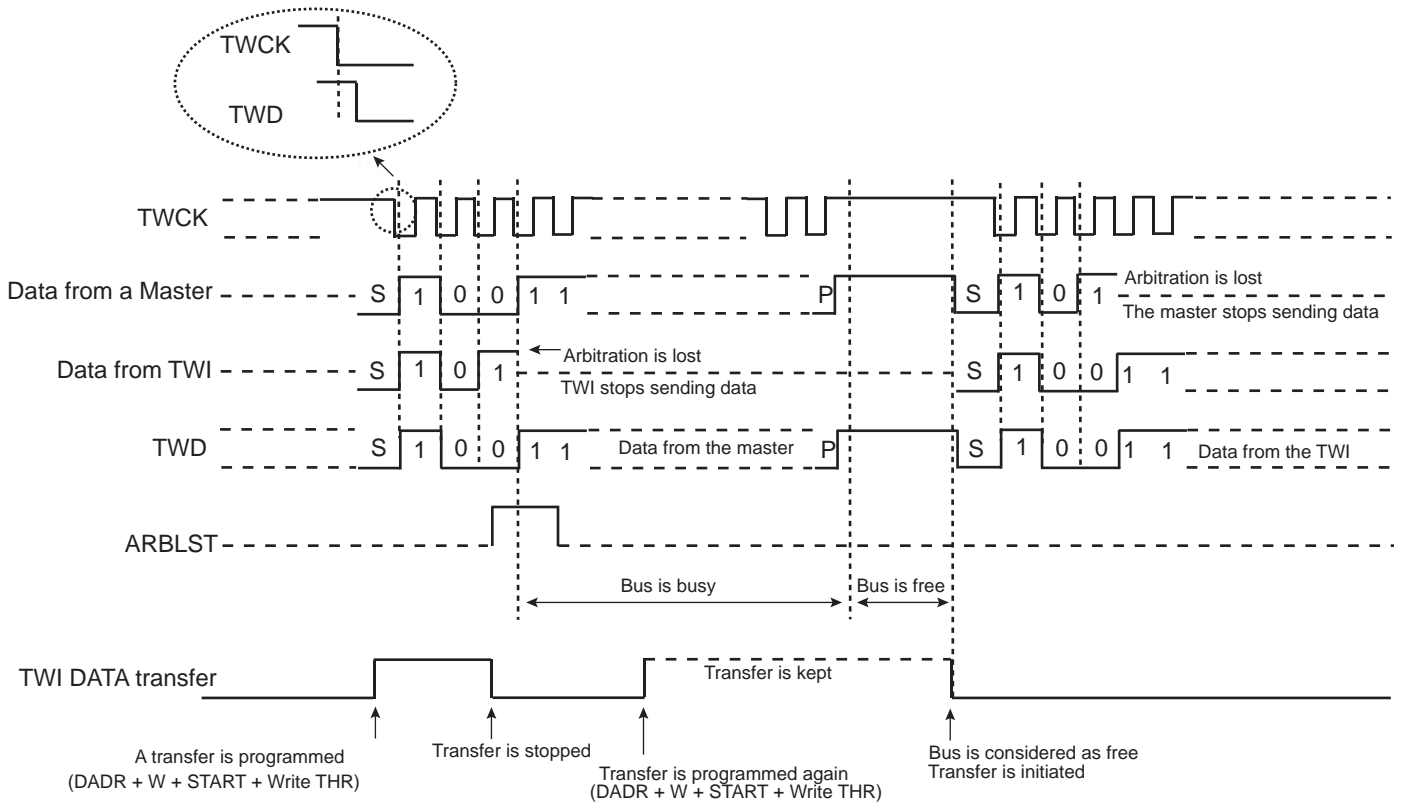 TWCK
TWD
TWCK
Data from a Master S 1 0 0 1 1 P S 1 0 1 Arbitration is lost
The master stops sending data
Data from TWI S 1 0 1 Arbitration is lost S 1 0 0 1 1
TWI stops sending data
TWD S 1 0 0 1 1 Data from the master P S 1 0 0 1 1 Data from the TWI
ARBLST
Bus is busy Bus is free
TWI DATA transfer Transfer is kept
A transfer is programmed
(DADR + W + START + Write THR)
Transfer is stopped
Transfer is programmed again
(DADR + W + START + Write THR)
Bus is considered as free
Transfer is initiated